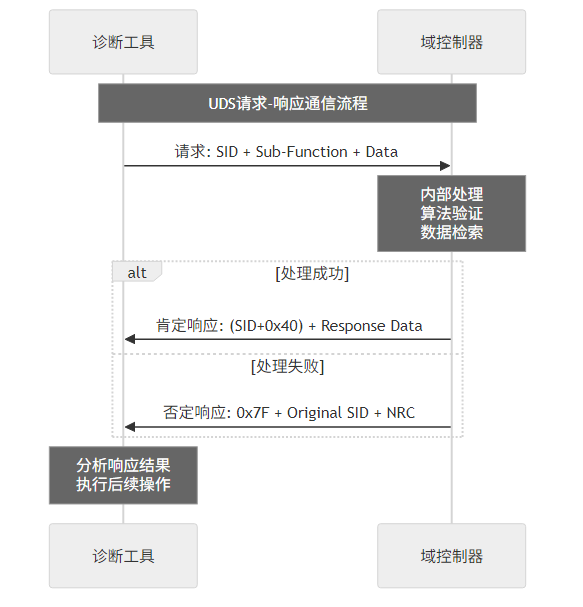 诊断工具
域控制器
UDS请求-响应通信流程
请求: SID + Sub-Function + Data
内部处理
算法验证
数据检索
alt
[处理成功]
肯定响应: (SID+0x40) + Response Data
[处理失败]
否定响应: 0x7F + Original SID + NRC
分析响应结果
执行后续操作
诊断工具
域控制器